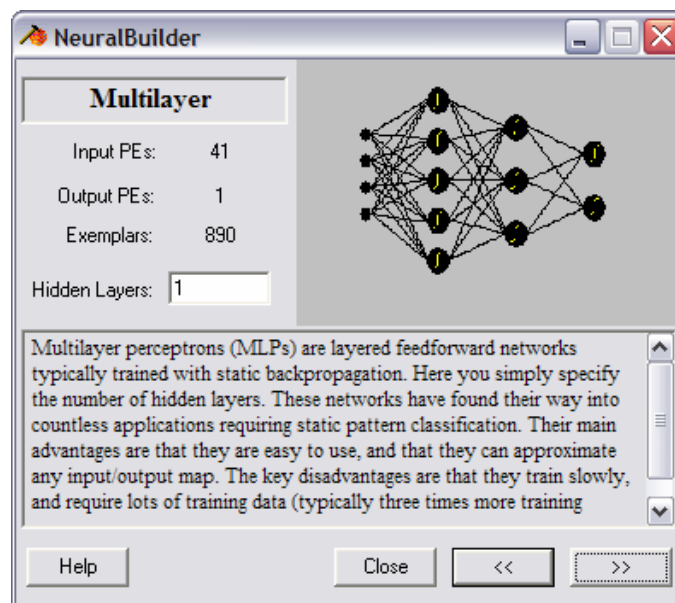 NeuralBuilder
Multilayer
Input PEs: 41
Output PEs: 1
Exemplars: 890
Hidden Layers: 1
Multilayer perceptrons (MLPs) are layered feedforward networks
typically trained with static backpropagation. Here you simply specify
the number of hidden layers. These networks have found their way into
countless applications requiring static pattern classification. Their main
advantages are that they are easy to use, and that they can approximate
any input/output map. The key disadvantages are that they train slowly,
and require lots of training data (typically three times more training
Help Close << >>